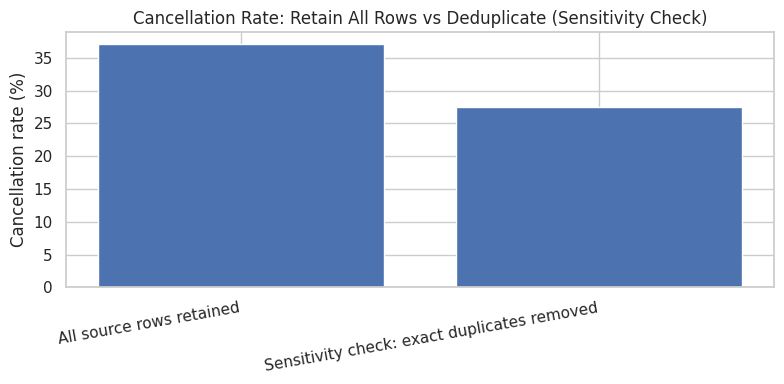 Cancellation Rate: Retain All Rows vs Deduplicate (Sensitivity Check)
Cancellation rate (%)
35
30
25
20
15
10
5
0
All source rows retained
Sensitivity check: exact duplicates removed